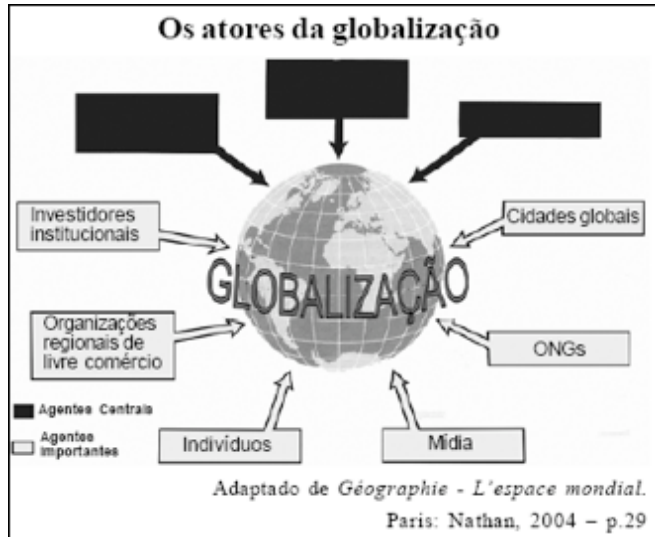 Os atores da globalização
Investidores
institucionais
Cidades globais
GLOBALIZAÇÃO
Organizações
regionais de
livre comércio
ONGs
Agentes Centrais
Agentes
importantes
Indivíduos
Mídia
Adaptado de Géographie - L'espace mondial.
Paris: Nathan, 2004 – p.29